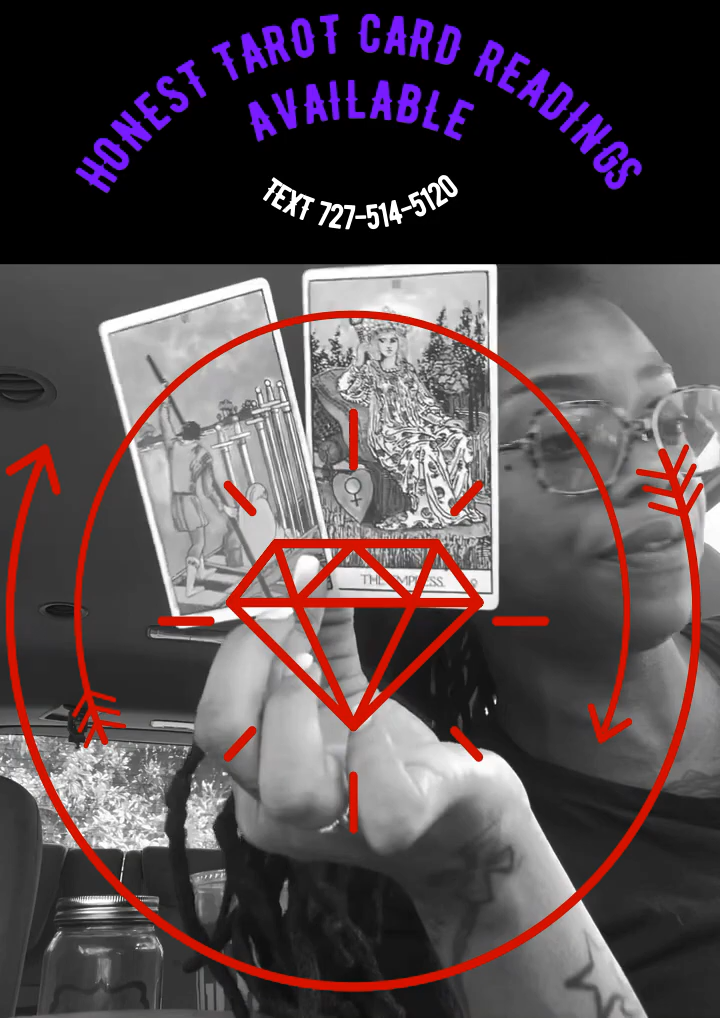 HONEST TAROT CARD READINGS
AVAILABLE
TEXT 727-514-5120
THE EMPRESS.